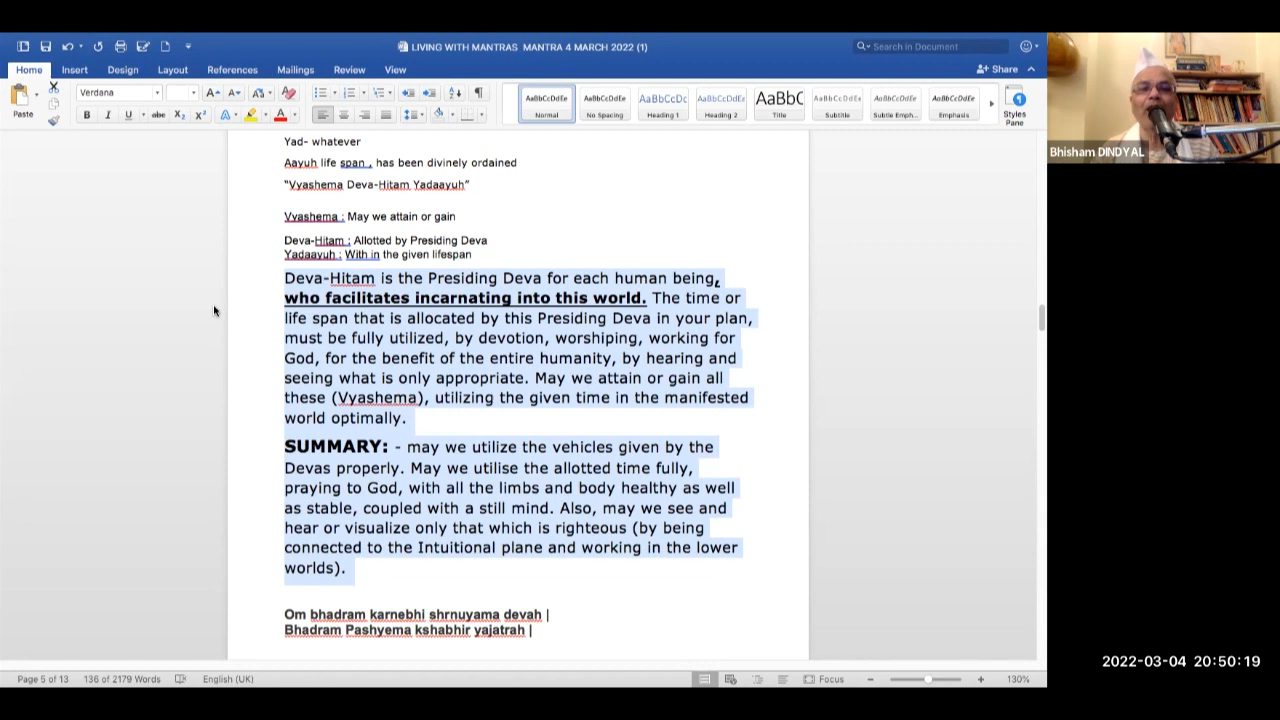 LIVING WITH MANTRAS MANTRA 4 MARCH 2022 (1)
Search in Document
Home Insert Design Layout References Mailings Review View
Share
Paste
Verdana
B I U abc X₂ X² A A
AaBbCcDdEe AaBbCcDdEe AaBbCcDc AaBbCcDdEe AaBbC AaBbCcDdEe AaBbCcDdEe AaBbCcDdEe
Normal No Spacing Heading 1 Heading 2 Title Subtitle Subtle Emph... Emphasis
Styles
Pane
Yad- whatever
Aayuh life span , has been divinely ordained
"Vyashema Deva-Hitam Yadaayuh"
Vyashema : May we attain or gain
Deva-Hitam : Allotted by Presiding Deva
Yadaayuh : With in the given lifespan
Deva-Hitam is the Presiding Deva for each human being,
who facilitates incarnating into this world. The time or
life span that is allocated by this Presiding Deva in your plan,
must be fully utilized, by devotion, worshiping, working for
God, for the benefit of the entire humanity, by hearing and
seeing what is only appropriate. May we attain or gain all
these (Vyashema), utilizing the given time in the manifested
world optimally.
SUMMARY: - may we utilize the vehicles given by the
Devas properly. May we utilise the allotted time fully,
praying to God, with all the limbs and body healthy as well
as stable, coupled with a still mind. Also, may we see and
hear or visualize only that which is righteous (by being
connected to the Intuitional plane and working in the lower
worlds).
Om bhadram karnebhi shrnuyama devah |
Bhadram Pashyema kshabhir yajatrah |
Page 5 of 13 136 of 2179 Words English (UK)
Focus
130%
Bhisham DINDYAL
2022-03-04 20:50:19